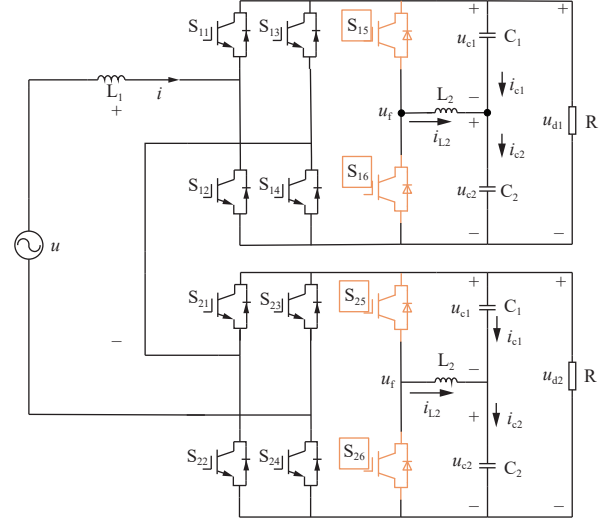 S11 S13 S15 + + +
uc1 C1
L1 i
+
− ic1
uf L2
iL2 + ud1 R
ic2
S12 S14 S16 uc2 C2
− −
u
S21 S23 S25 + +
uc1 C1
ic1
−
L2 −
uf ud2 R
iL2 + ic2
S22 S24 S26 uc2 C2
− −